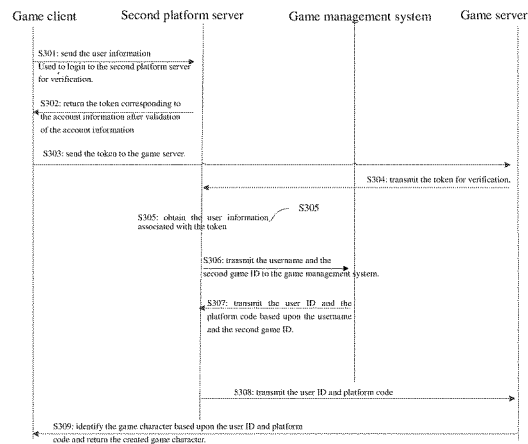 Game client
Second platform server
Game management system
Game server
S301: send the user information
Used to login to the second platform server
for verification.
S302: return the token corresponding to
the account information after validation
of the account information
S303: send the token to the game server.
S304: transmit the token for verification.
S305
S305: obtain the user information
associated with the token
S306: transmit the username and the
second game ID to the game management system.
S307: transmit the user ID and the
platform code based upon the username
and the second game ID.
S308: transmit the user ID and platform code
S309: identify the game character based upon the user ID and platform
code and return the created game character.